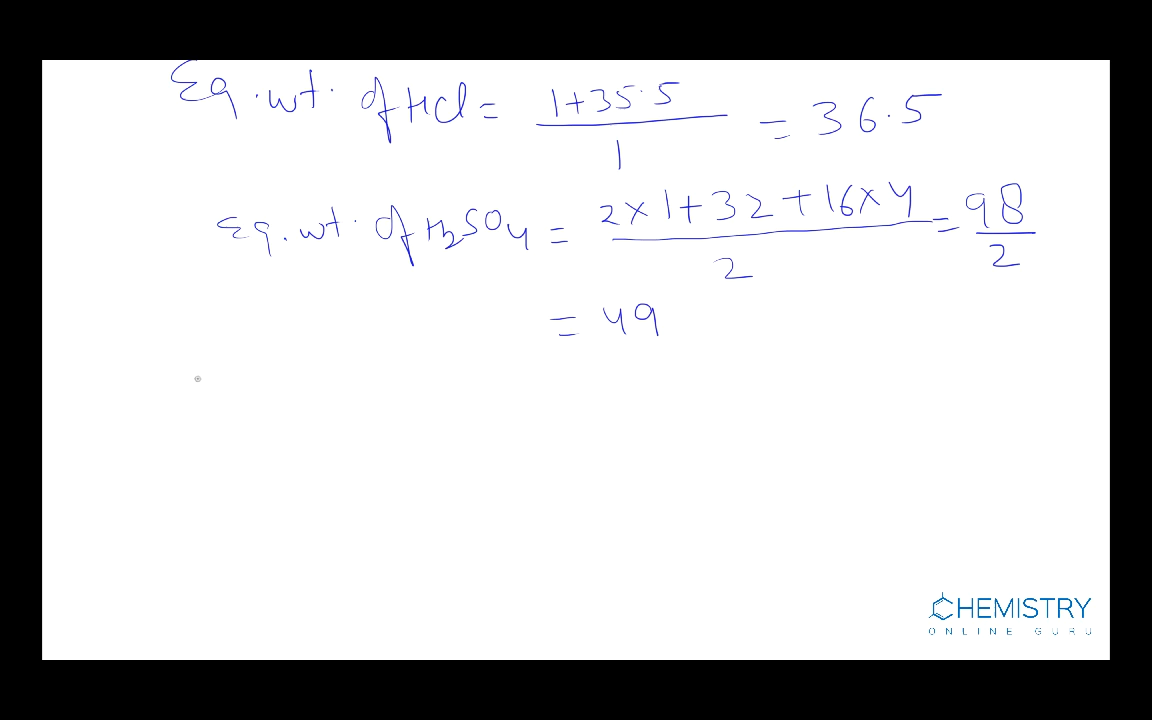 Eq. wt. of HCl = 1+35.5 / 1 = 36.5
Eq. wt. of H2SO4 = 2×1+32+16×4 / 2 = 98 / 2
= 49
CHEMISTRY
ONLINE GURU